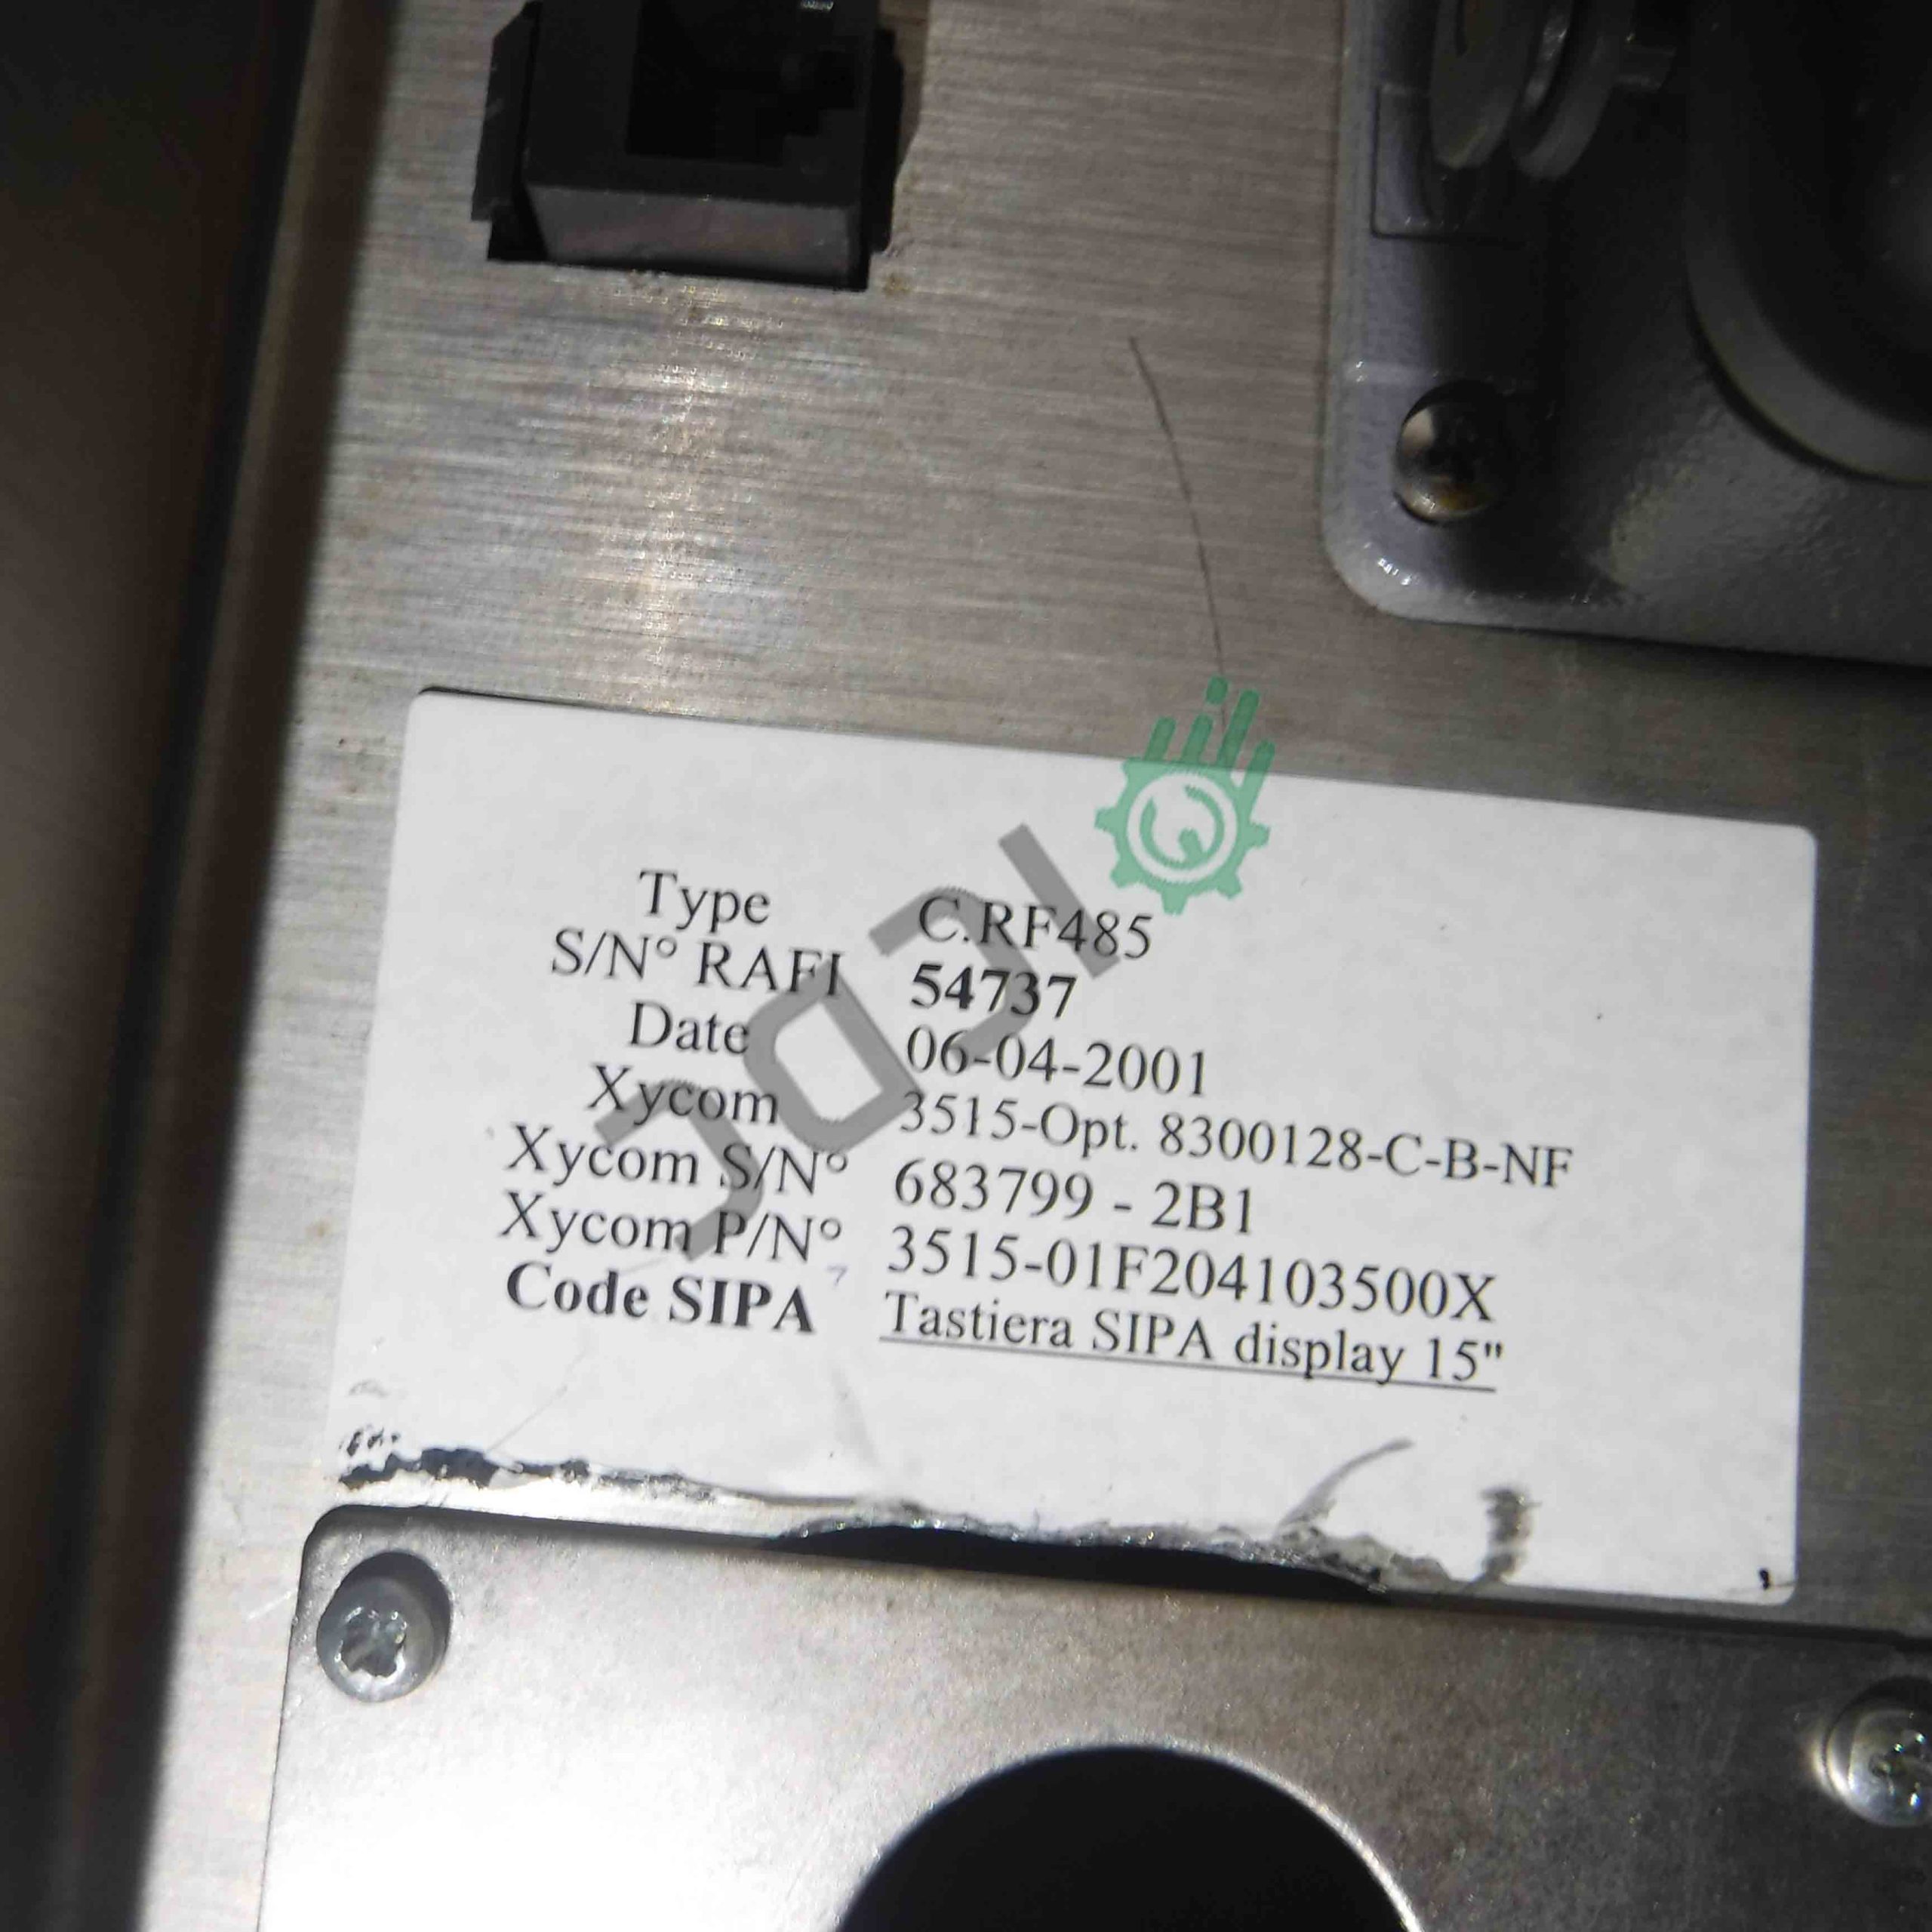 Type C.RF485
S/N° RAFI 54737
Date 06-04-2001
Xycom 3515-Opt. 8300128-C-B-NF
Xycom S/N° 683799 - 2B1
Xycom P/N° 3515-01F204103500X
Code SIPA Tastiera SIPA display 15"